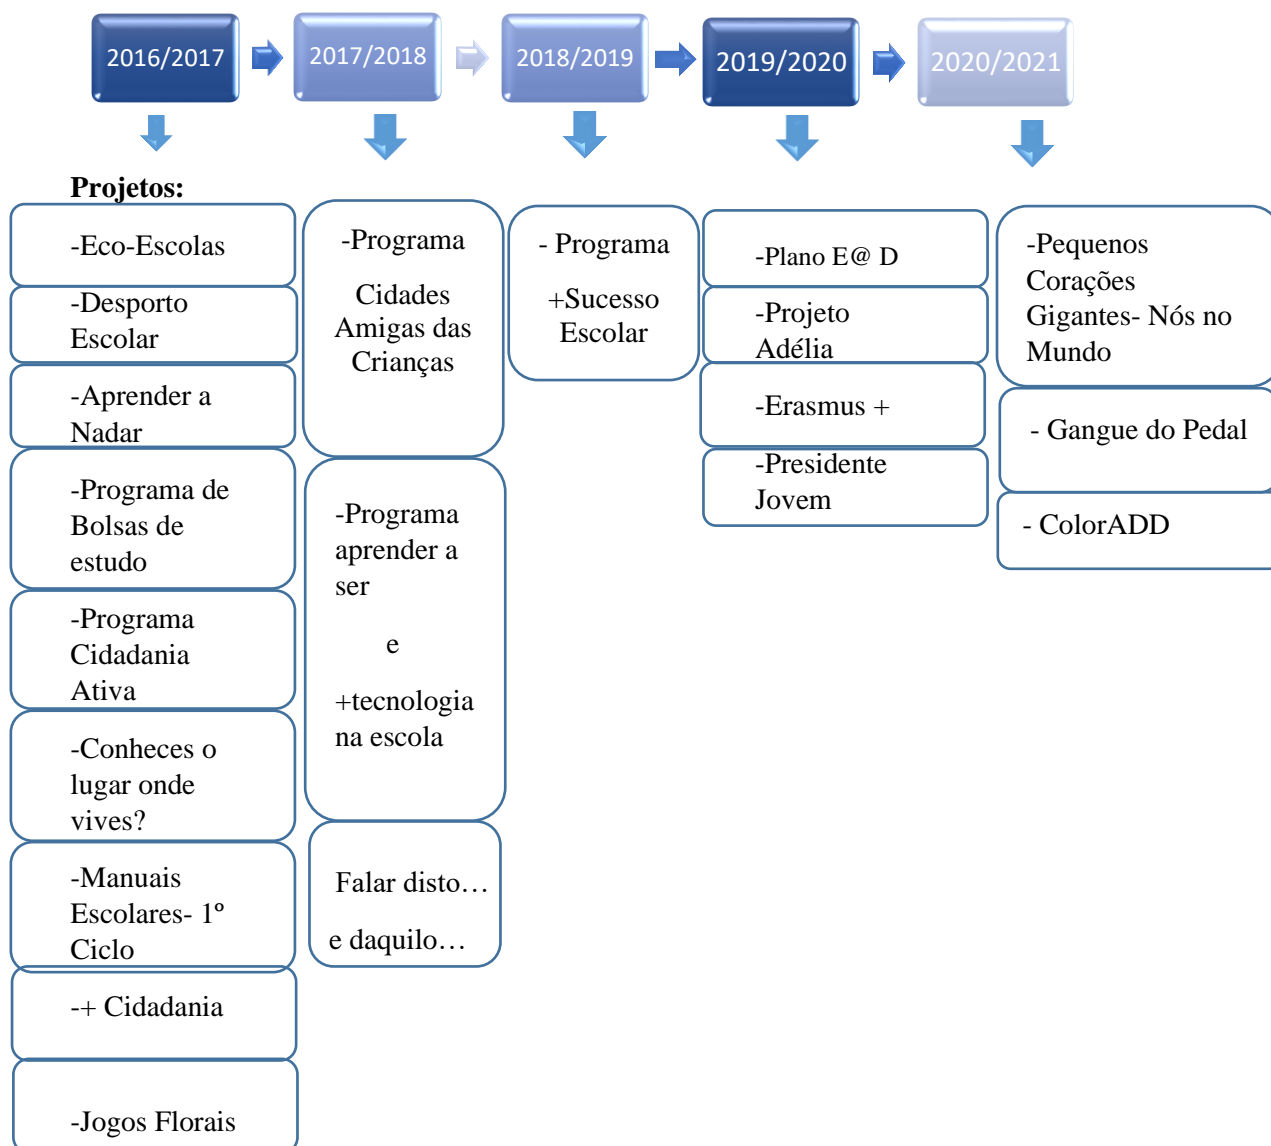 2016/2017
2017/2018
2018/2019
2019/2020
2020/2021
Projetos:
-Eco-Escolas
-Desporto
Escolar
-Aprender a
Nadar
-Programa de
Bolsas de
estudo
-Programa
Cidadania
Ativa
-Conheces o
lugar onde
vives?
-Manuais
Escolares- 1º
Ciclo
-+ Cidadania
-Jogos Florais
-Programa
Cidades
Amigas das
Crianças
-Programa
aprender a
ser
e
+tecnologia
na escola
Falar disto…
e daquilo…
- Programa
+Sucesso
Escolar
-Plano E@ D
-Projeto
Adélia
-Erasmus +
-Presidente
Jovem
-Pequenos
Corações
Gigantes- Nós no
Mundo
- Gangue do Pedal
- ColorADD